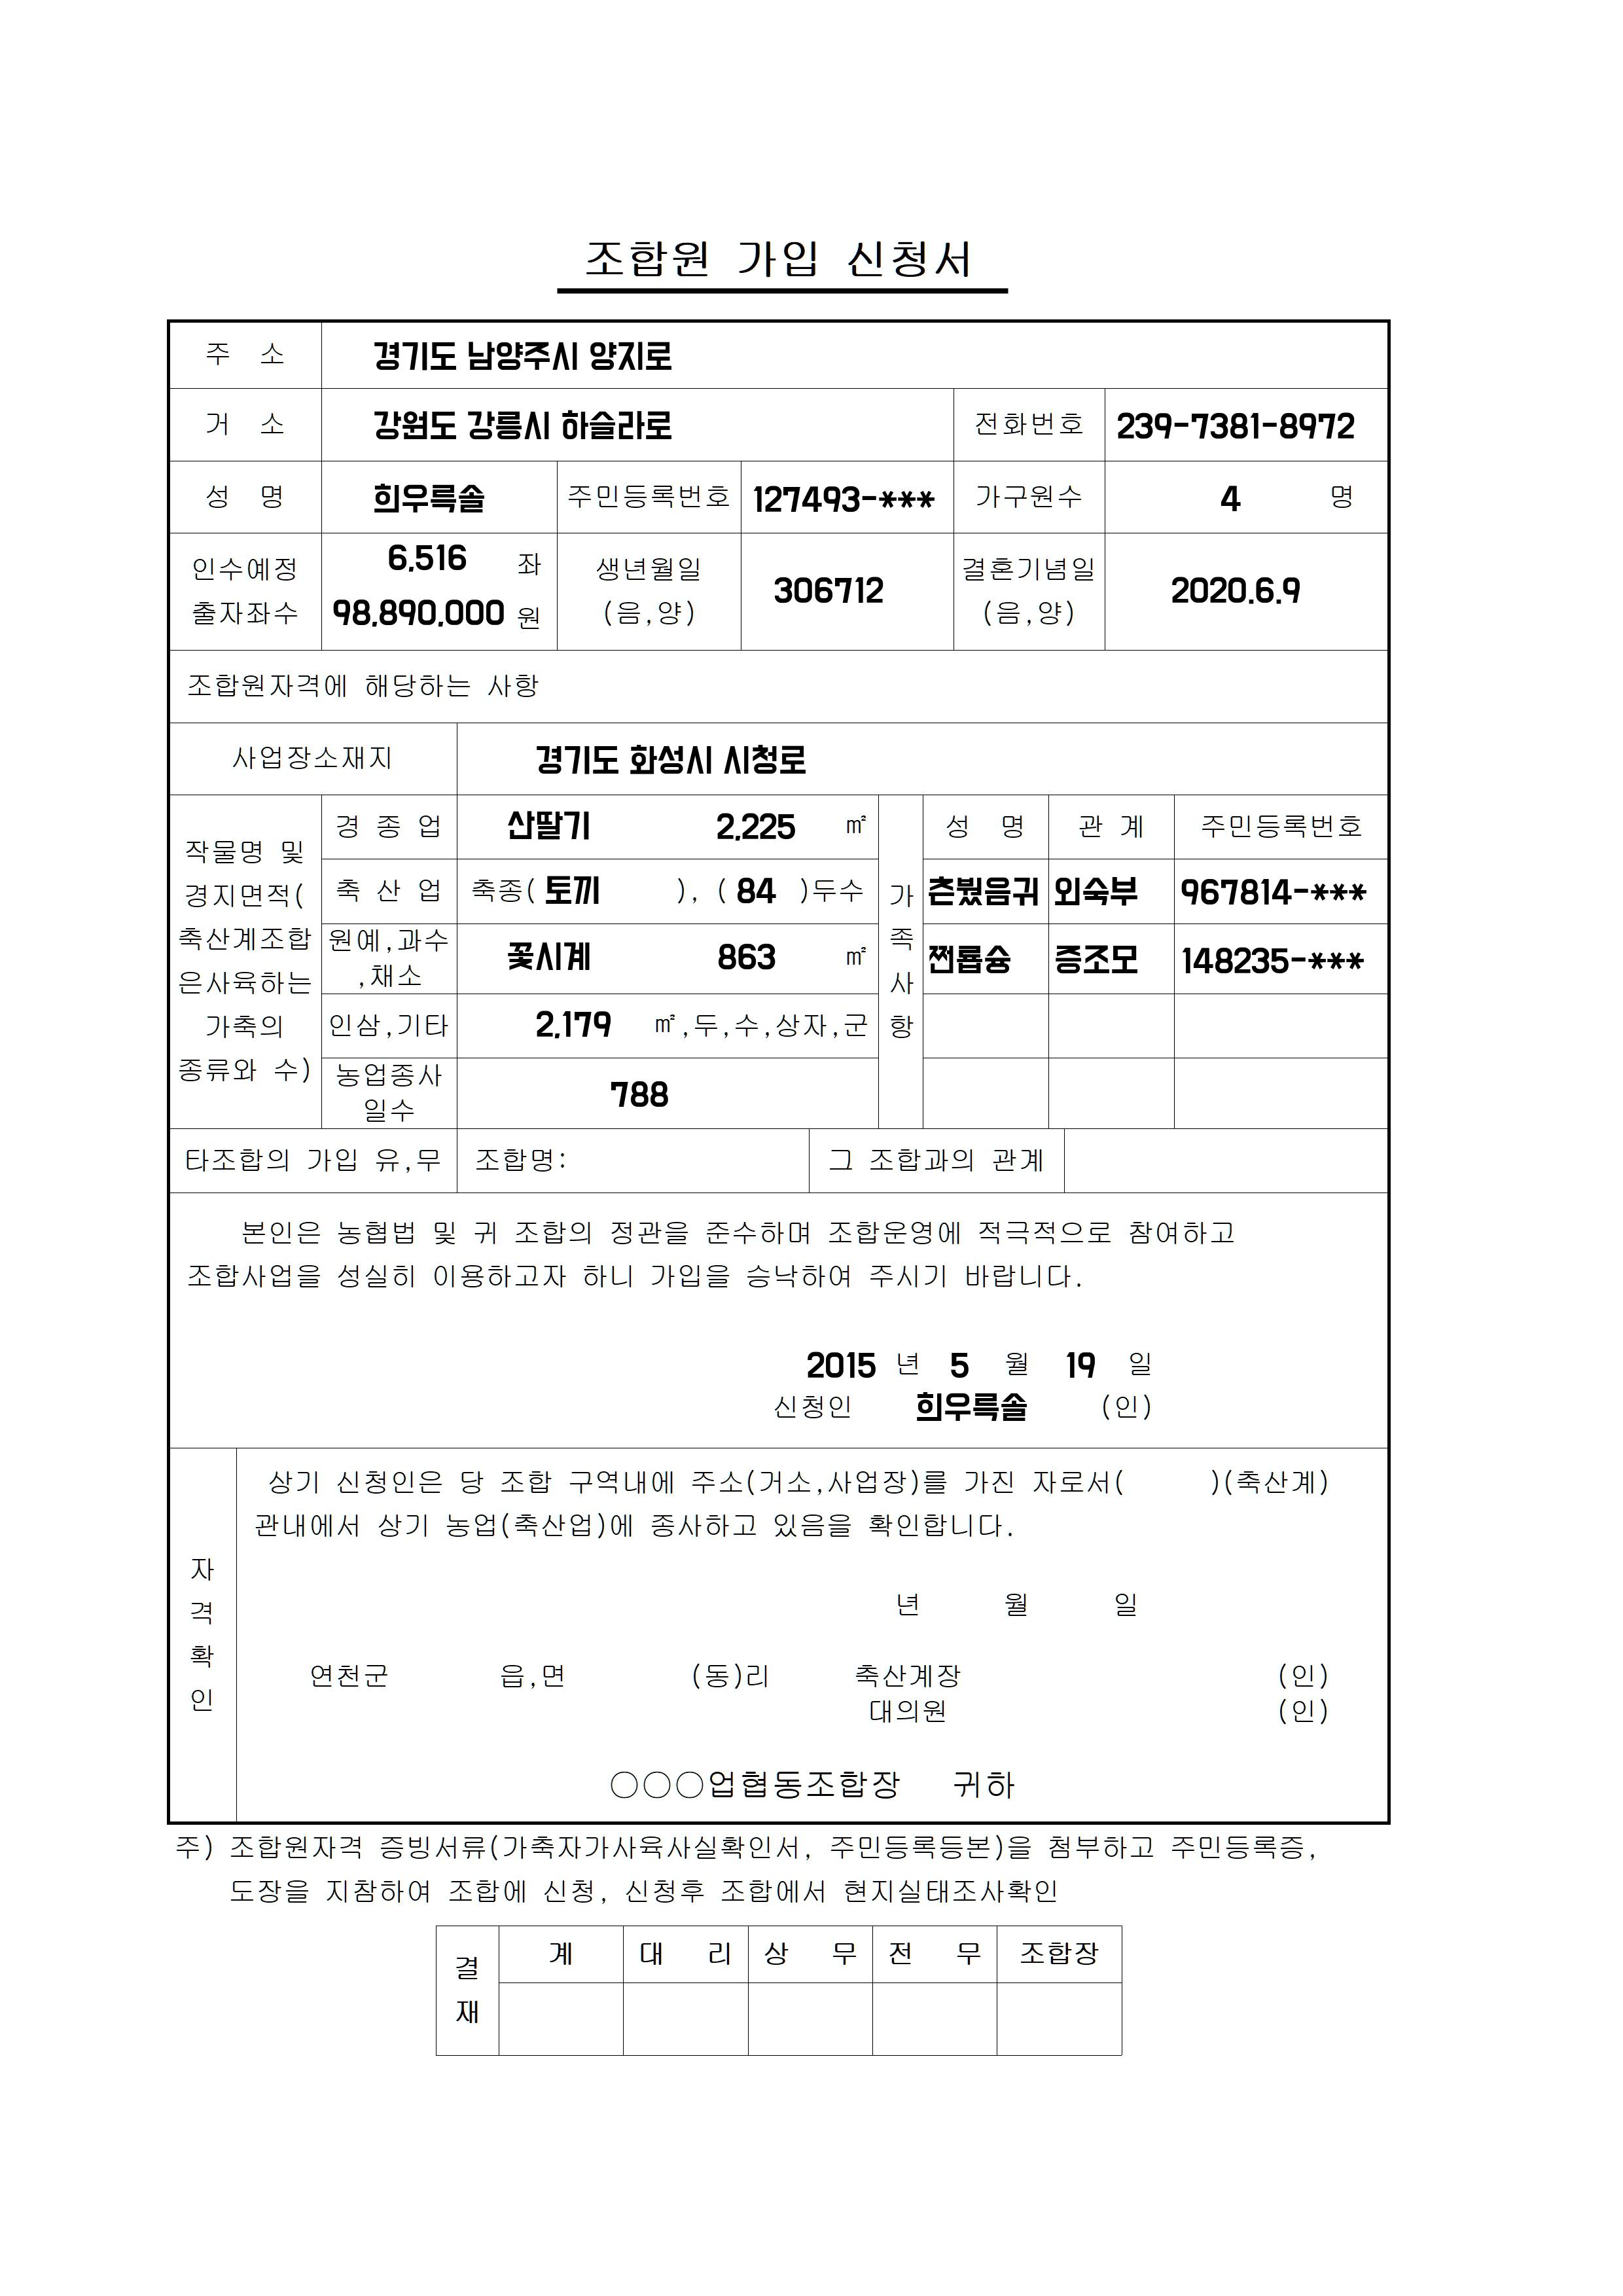 조합원 가입 신청서
주 소 경기도 남양주시 양지로
거 소 강원도 강릉시 하슬라로 전화번호 239-7381-8972
성 명 희우륵솔 주민등록번호 127493-*** 가구원수 4 명
인수예정 출자좌수 6,516 좌 98,890,000 원 생년월일 (음,양) 306712 결혼기념일 (음,양) 2020.6.9
조합원자격에 해당하는 사항
사업장소재지 경기도 화성시 시청로
작물명 및 경지면적(축산계조합은사육하는 가축의 종류와 수)
경 종 업 산딸기 2,225 ㎡
축 산 업 축종( 토끼 ), ( 84 )두수
원예,과수,채소 꽃시계 863 ㎡
인삼,기타 2,179 ㎡,두,수,상자,군
농업종사일수 788
가족사항
성 명 관 계 주민등록번호
츤붰음귀 외숙부 967814-***
쩐롭슝 증조모 148235-***
타조합의 가입 유,무 조합명: 그 조합과의 관계
본인은 농협법 및 귀 조합의 정관을 준수하며 조합운영에 적극적으로 참여하고
조합사업을 성실히 이용하고자 하니 가입을 승낙하여 주시기 바랍니다.
2015 년 5 월 19 일
신청인 희우륵솔 (인)
자격확인
상기 신청인은 당 조합 구역내에 주소(거소,사업장)를 가진 자로서( )(축산계)
관내에서 상기 농업(축산업)에 종사하고 있음을 확인합니다.
년 월 일
연천군 읍,면 (동)리 축산계장 (인)
대의원 (인)
○○○업협동조합장 귀하
주) 조합원자격 증빙서류(가축자가사육사실확인서, 주민등록등본)을 첨부하고 주민등록증,
도장을 지참하여 조합에 신청, 신청후 조합에서 현지실태조사확인
결재 계 대 리 상 무 전 무 조합장